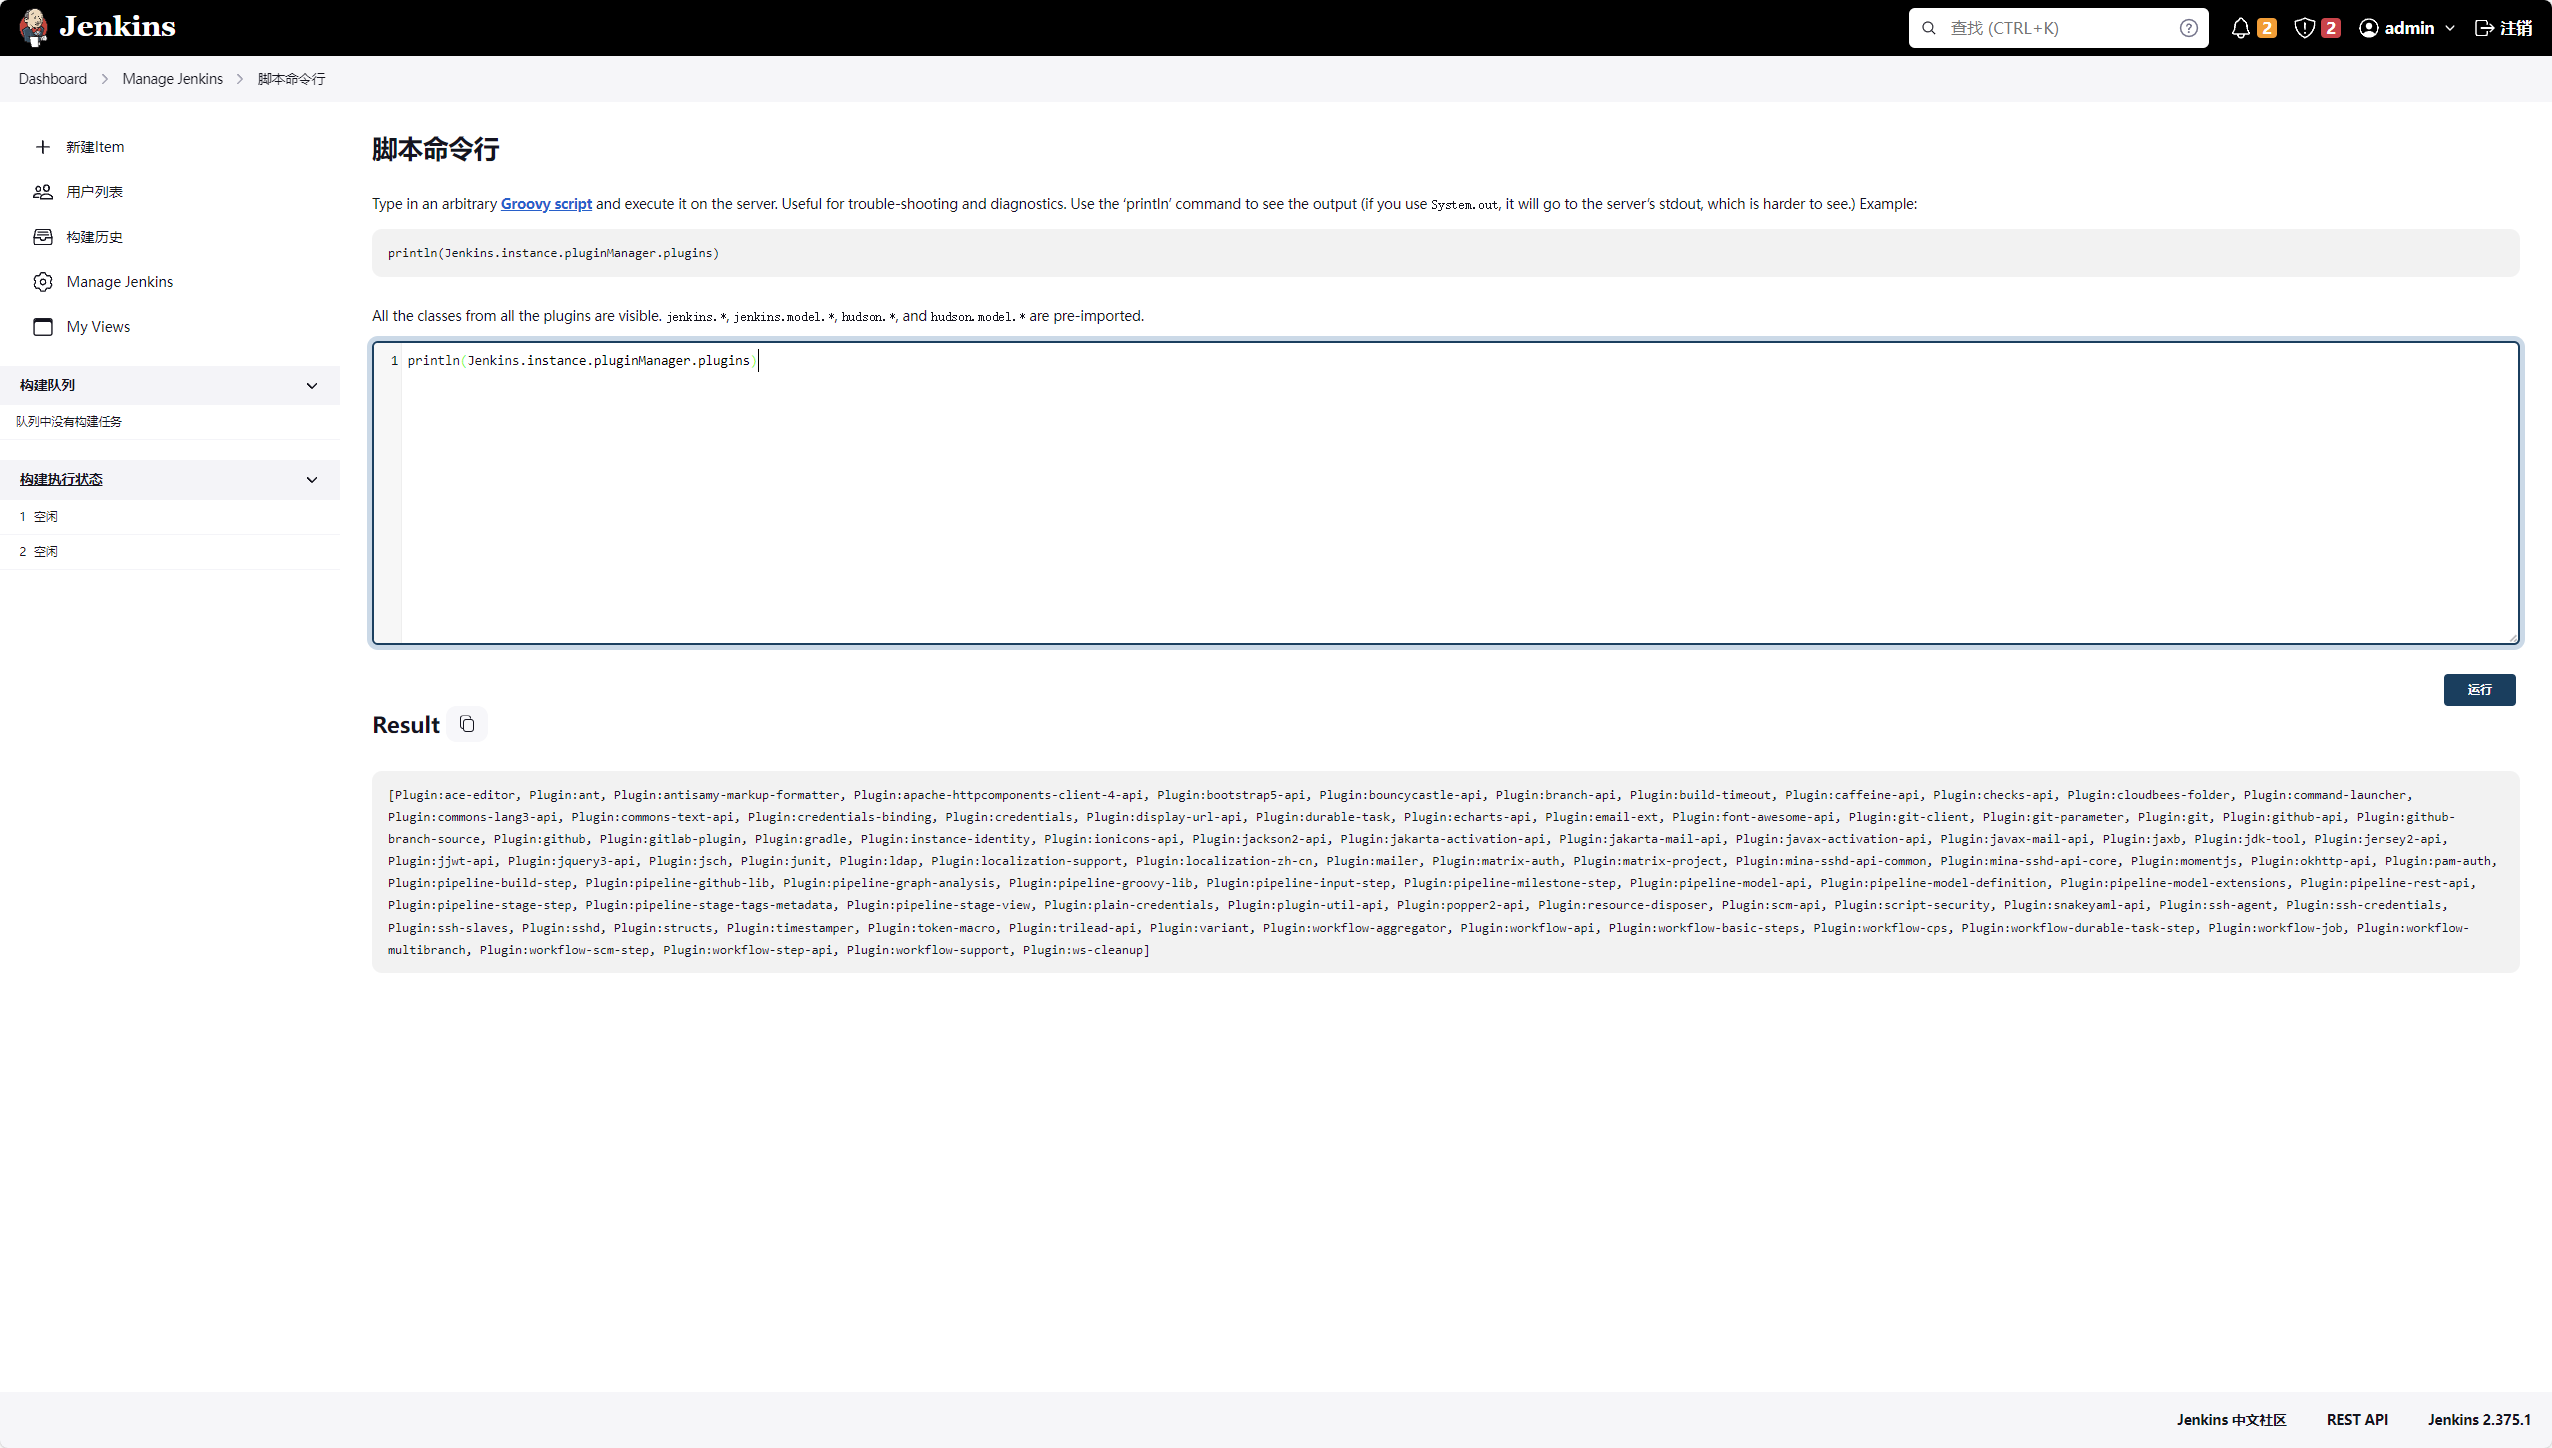 Jenkins
查找 (CTRL+K)
2
2
admin
注销
Dashboard
Manage Jenkins
脚本命令行
新建Item
用户列表
构建历史
Manage Jenkins
My Views
构建队列
队列中没有构建任务
构建执行状态
1 空闲
2 空闲
脚本命令行
Type in an arbitrary Groovy script and execute it on the server. Useful for trouble-shooting and diagnostics. Use the ‘println’ command to see the output (if you use System.out, it will go to the server’s stdout, which is harder to see.) Example:
println(Jenkins.instance.pluginManager.plugins)
All the classes from all the plugins are visible. jenkins.*, jenkins.model.*, hudson.*, and hudson.model.* are pre-imported.
1 println(Jenkins.instance.pluginManager.plugins)
运行
Result
[Plugin:ace-editor, Plugin:ant, Plugin:antisamy-markup-formatter, Plugin:apache-httpcomponents-client-4-api, Plugin:bootstrap5-api, Plugin:bouncycastle-api, Plugin:branch-api, Plugin:build-timeout, Plugin:caffeine-api, Plugin:checks-api, Plugin:cloudbees-folder, Plugin:command-launcher,
Plugin:commons-lang3-api, Plugin:commons-text-api, Plugin:credentials-binding, Plugin:credentials, Plugin:display-url-api, Plugin:durable-task, Plugin:echarts-api, Plugin:email-ext, Plugin:font-awesome-api, Plugin:git-client, Plugin:git-parameter, Plugin:git, Plugin:github-api, Plugin:github-
branch-source, Plugin:github, Plugin:gitlab-plugin, Plugin:gradle, Plugin:instance-identity, Plugin:ionicons-api, Plugin:jackson2-api, Plugin:jakarta-activation-api, Plugin:jakarta-mail-api, Plugin:javax-activation-api, Plugin:javax-mail-api, Plugin:jaxb, Plugin:jdk-tool, Plugin:jersey2-api,
Plugin:jjwt-api, Plugin:jquery3-api, Plugin:jsch, Plugin:junit, Plugin:ldap, Plugin:localization-support, Plugin:localization-zh-cn, Plugin:mailer, Plugin:matrix-auth, Plugin:matrix-project, Plugin:mina-sshd-api-common, Plugin:mina-sshd-api-core, Plugin:momentjs, Plugin:okhttp-api, Plugin:pam-auth,
Plugin:pipeline-build-step, Plugin:pipeline-github-lib, Plugin:pipeline-graph-analysis, Plugin:pipeline-groovy-lib, Plugin:pipeline-input-step, Plugin:pipeline-milestone-step, Plugin:pipeline-model-api, Plugin:pipeline-model-definition, Plugin:pipeline-model-extensions, Plugin:pipeline-rest-api,
Plugin:pipeline-stage-step, Plugin:pipeline-stage-tags-metadata, Plugin:pipeline-stage-view, Plugin:plain-credentials, Plugin:plugin-util-api, Plugin:popper2-api, Plugin:resource-disposer, Plugin:scm-api, Plugin:script-security, Plugin:snakeyaml-api, Plugin:ssh-agent, Plugin:ssh-credentials,
Plugin:ssh-slaves, Plugin:sshd, Plugin:structs, Plugin:timestamper, Plugin:token-macro, Plugin:trilead-api, Plugin:variant, Plugin:workflow-aggregator, Plugin:workflow-api, Plugin:workflow-basic-steps, Plugin:workflow-cps, Plugin:workflow-durable-task-step, Plugin:workflow-job, Plugin:workflow-
multibranch, Plugin:workflow-scm-step, Plugin:workflow-step-api, Plugin:workflow-support, Plugin:ws-cleanup]
Jenkins 中文社区
REST API
Jenkins 2.375.1